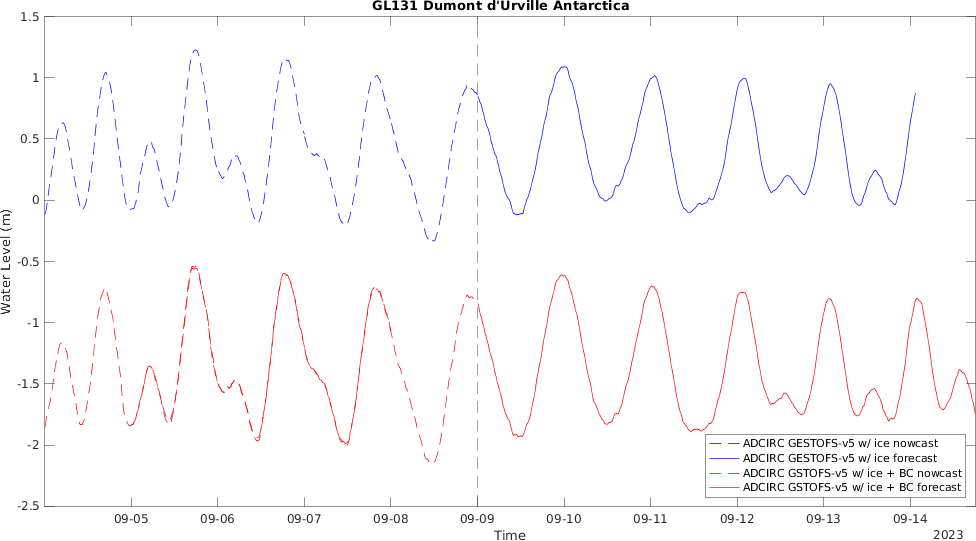 GL131 Dumont d'Urville Antarctica
1.5
1
0.5
0
-0.5
-1
-1.5
-2
-2.5
Water Level (m)
09-05 09-06 09-07 09-08 09-09 09-10 09-11 09-12 09-13 09-14
Time
2023
ADCIRC GESTOFS-v5 w/ ice nowcast
ADCIRC GESTOFS-v5 w/ ice forecast
ADCIRC GSTOFS-v5 w/ ice + BC nowcast
ADCIRC GSTOFS-v5 w/ ice + BC forecast